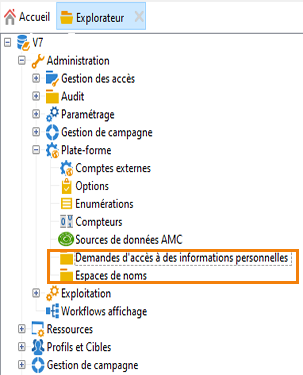 Accueil Explorateur
V7
Administration
Gestion des accès
Audit
Paramétrage
Gestion de campagne
Plate-forme
Comptes externes
Options
Enumérations
Compteurs
Sources de données AMC
Demandes d'accès à des informations personnelles
Espaces de noms
Exploitation
Workflows affichage
Ressources
Profils et Cibles
Gestion de campagne